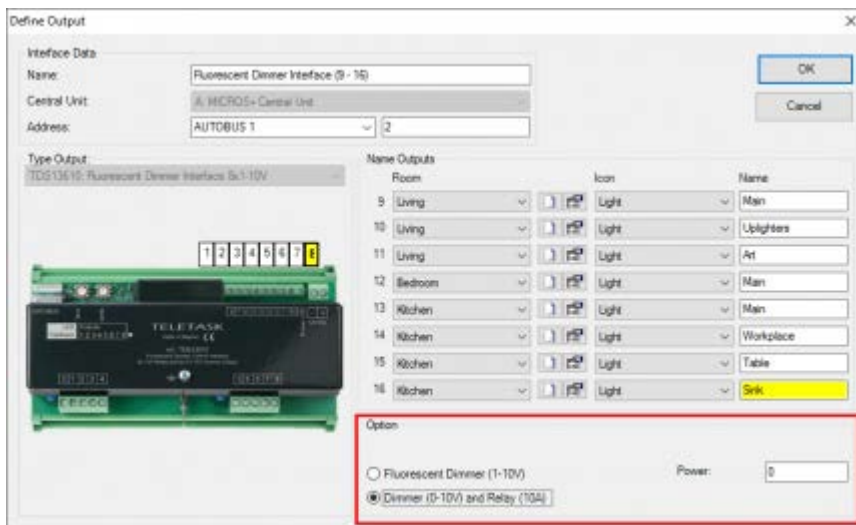 Define Output
Interface Data
Name: Fluorescent Dimmer Interface (9 - 16)
Central Unit: A: MICROS+ Central Unit
Address: AUTOBUS 1 2
OK
Cancel
Type Output
TDS13610: Fluorescent Dimmer Interface 8x1-10V
1 2 3 4 5 6 7 8
TELETASK
Name Outputs
Room Icon Name
9 Living Light Main
10 Living Light Uplighters
11 Living Light Art
12 Bedroom Light Main
13 Kitchen Light Main
14 Kitchen Light Workplace
15 Kitchen Light Table
16 Kitchen Light Sink
Option
Fluorescent Dimmer (1-10V)
Power: 0
Dimmer (0-10V) and Relay (10A)